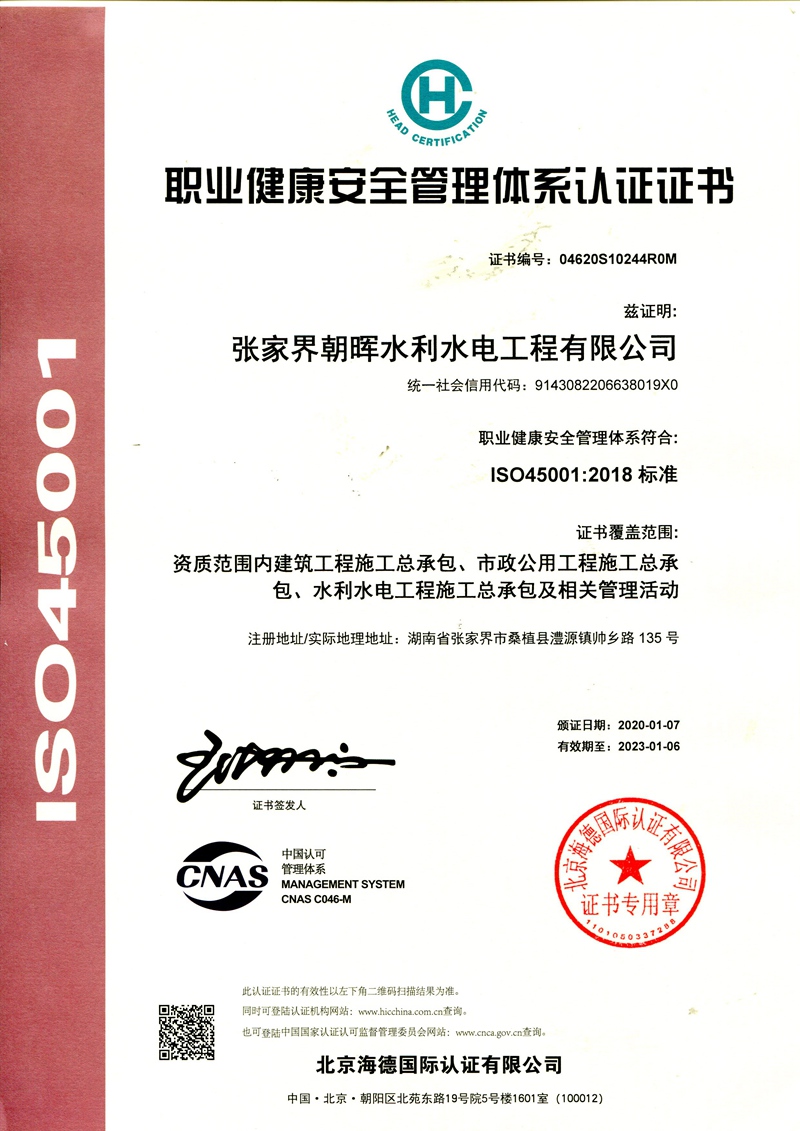 HEAD CERTIFICATION
职业健康安全管理体系认证证书
证书编号：04620S10244R0M
兹证明:
张家界朝晖水利水电工程有限公司
统一社会信用代码：9143082206638019X0
职业健康安全管理体系符合:
ISO45001:2018 标准
证书覆盖范围:
资质范围内建筑工程施工总承包、市政公用工程施工总承
包、水利水电工程施工总承包及相关管理活动
注册地址/实际地理地址：湖南省张家界市桑植县澧源镇帅乡路 135 号
颁证日期：2020-01-07
有效期至：2023-01-06
证书签发人
CNAS
中国认可
管理体系
MANAGEMENT SYSTEM
CNAS C046-M
北京海德国际认证有限公司
证书专用章
1101050337288
此认证证书的有效性以左下角二维码扫描结果为准。
同时可登陆认证机构网站：www.hicchina.com.cn查询。
也可登陆中国国家认证认可监督管理委员会网站：www.cnca.gov.cn查询。
北京海德国际认证有限公司
中国·北京·朝阳区北苑东路19号院5号楼1601室（100012）
ISO45001